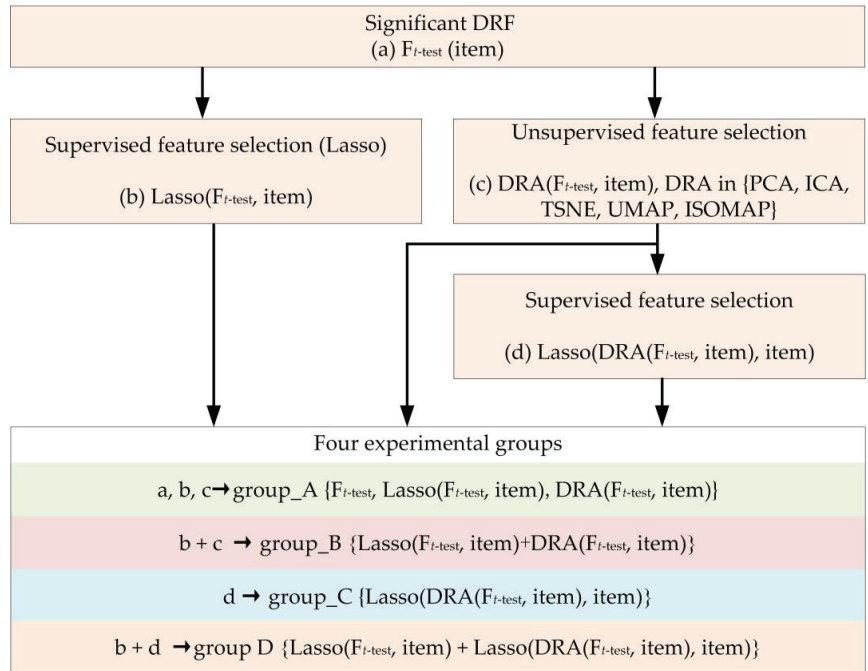 Significant DRF
(a) Ft-test (item)
Supervised feature selection (Lasso)
(b) Lasso(Ft-test, item)
Unsupervised feature selection
(c) DRA(Ft-test, item), DRA in {PCA, ICA,
TSNE, UMAP, ISOMAP}
Supervised feature selection
(d) Lasso(DRA(Ft-test, item), item)
Four experimental groups
a, b, c→group_A {Ft-test, Lasso(Ft-test, item), DRA(Ft-test, item)}
b + c → group_B {Lasso(Ft-test, item)+DRA(Ft-test, item)}
d → group_C {Lasso(DRA(Ft-test, item), item)}
b + d →group D {Lasso(Ft-test, item) + Lasso(DRA(Ft-test, item), item)}